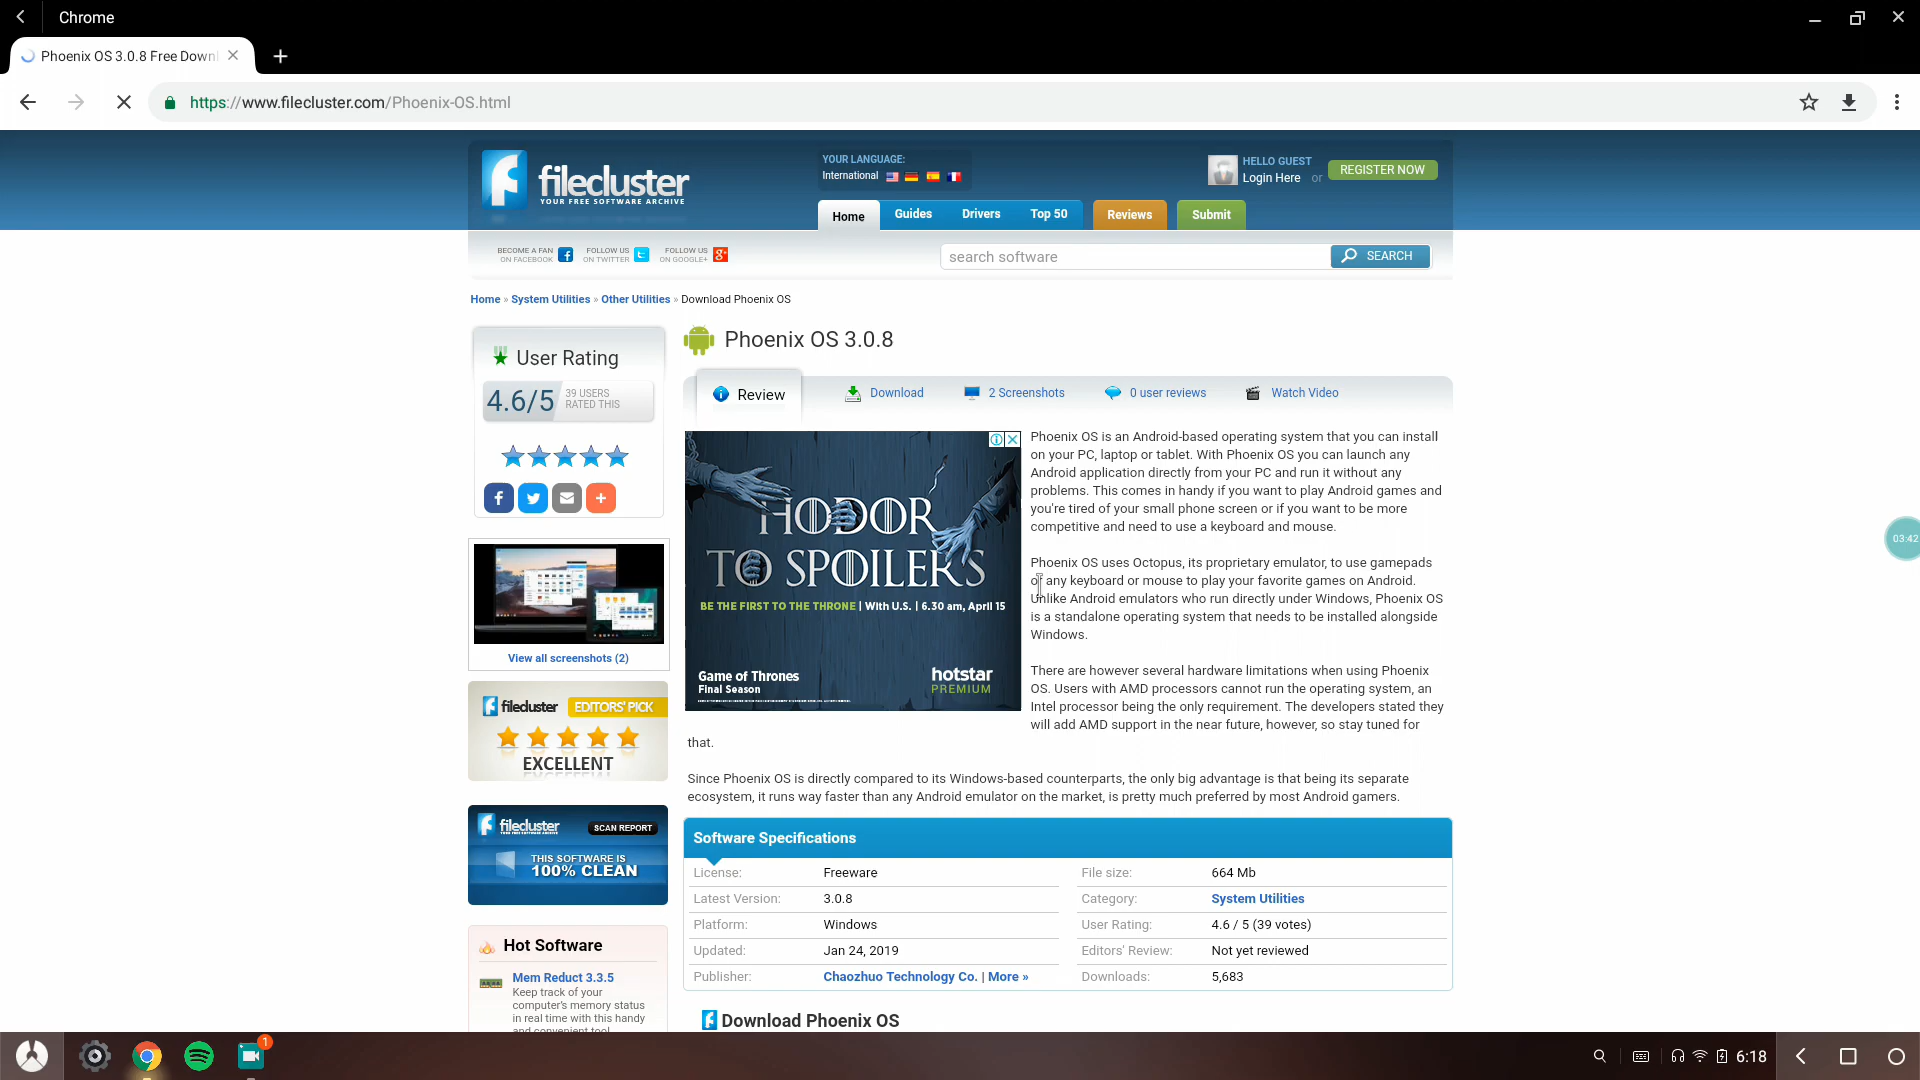 Chrome
Phoenix OS 3.0.8 Free Down
https://www.filecluster.com/Phoenix-OS.html
filecluster
YOUR FREE SOFTWARE ARCHIVE
YOUR LANGUAGE:
International
HELLO GUEST
Login Here or
REGISTER NOW
Home Guides Drivers Top 50 Reviews Submit
BECOME A FAN
ON FACEBOOK
FOLLOW US
ON TWITTER
FOLLOW US
ON GOOGLE+
search software
SEARCH
Home » System Utilities » Other Utilities » Download Phoenix OS
User Rating
4.6/5
39 USERS
RATED THIS
View all screenshots (2)
filecluster EDITORS' PICK
EXCELLENT
filecluster SCAN REPORT
THIS SOFTWARE IS
100% CLEAN
Hot Software
Mem Reduct 3.3.5
Keep track of your
computer's memory status
in real time with this handy
and convenient tool
Phoenix OS 3.0.8
Review Download 2 Screenshots 0 user reviews Watch Video
HODOR
TO SPOILERS
BE THE FIRST TO THE THRONE | With U.S. | 6.30 am, April 15
Game of Thrones
Final Season
hotstar
PREMIUM
Phoenix OS is an Android-based operating system that you can install
on your PC, laptop or tablet. With Phoenix OS you can launch any
Android application directly from your PC and run it without any
problems. This comes in handy if you want to play Android games and
you're tired of your small phone screen or if you want to be more
competitive and need to use a keyboard and mouse.
Phoenix OS uses Octopus, its proprietary emulator, to use gamepads
or any keyboard or mouse to play your favorite games on Android.
Unlike Android emulators who run directly under Windows, Phoenix OS
is a standalone operating system that needs to be installed alongside
Windows.
There are however several hardware limitations when using Phoenix
OS. Users with AMD processors cannot run the operating system, an
Intel processor being the only requirement. The developers stated they
will add AMD support in the near future, however, so stay tuned for
that.
Since Phoenix OS is directly compared to its Windows-based counterparts, the only big advantage is that being its separate
ecosystem, it runs way faster than any Android emulator on the market, is pretty much preferred by most Android gamers.
Software Specifications
License: Freeware
File size: 664 Mb
Latest Version: 3.0.8
Category: System Utilities
Platform: Windows
User Rating: 4.6 / 5 (39 votes)
Updated: Jan 24, 2019
Editors' Review: Not yet reviewed
Publisher: Chaozhuo Technology Co. | More »
Downloads: 5,683
Download Phoenix OS
03:42
1
6:18